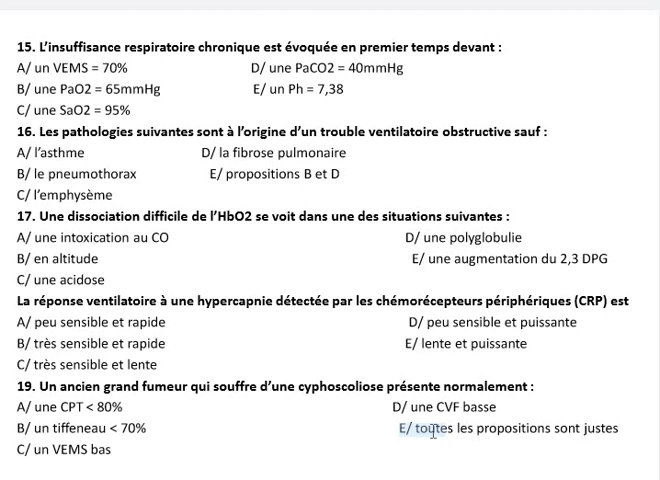 15. L'insuffisance respiratoire chronique est évoquée en premier temps devant :
A/ un VEMS = 70% D/ une PaCO2 = 40mmHg
B/ une PaO2 = 65mmHg E/ un Ph = 7,38
C/ une SaO2 = 95%
16. Les pathologies suivantes sont à l'origine d'un trouble ventilatoire obstructive sauf :
A/ l'asthme D/ la fibrose pulmonaire
B/ le pneumothorax E/ propositions B et D
C/ l'emphysème
17. Une dissociation difficile de l'HbO2 se voit dans une des situations suivantes :
A/ une intoxication au CO D/ une polyglobulie
B/ en altitude E/ une augmentation du 2,3 DPG
C/ une acidose
La réponse ventilatoire à une hypercapnie détectée par les chémorécepteurs périphériques (CRP) est
A/ peu sensible et rapide D/ peu sensible et puissante
B/ très sensible et rapide E/ lente et puissante
C/ très sensible et lente
19. Un ancien grand fumeur qui souffre d'une cyphoscoliose présente normalement :
A/ une CPT < 80% D/ une CVF basse
B/ un tiffeneau < 70% E/ toutes les propositions sont justes
C/ un VEMS bas